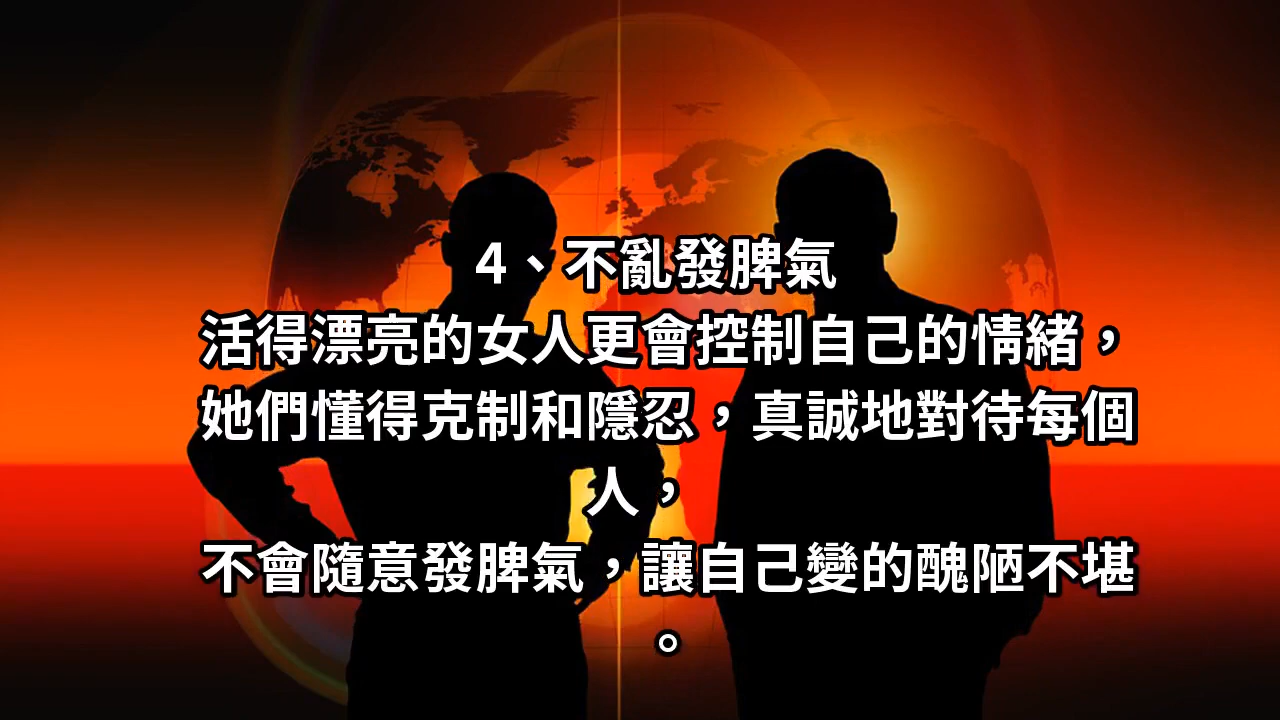 4、不亂發脾氣
活得漂亮的女人更會控制自己的情緒，
她們懂得克制和隱忍，真誠地對待每個
人，
不會隨意發脾氣，讓自己變的醜陋不堪
。